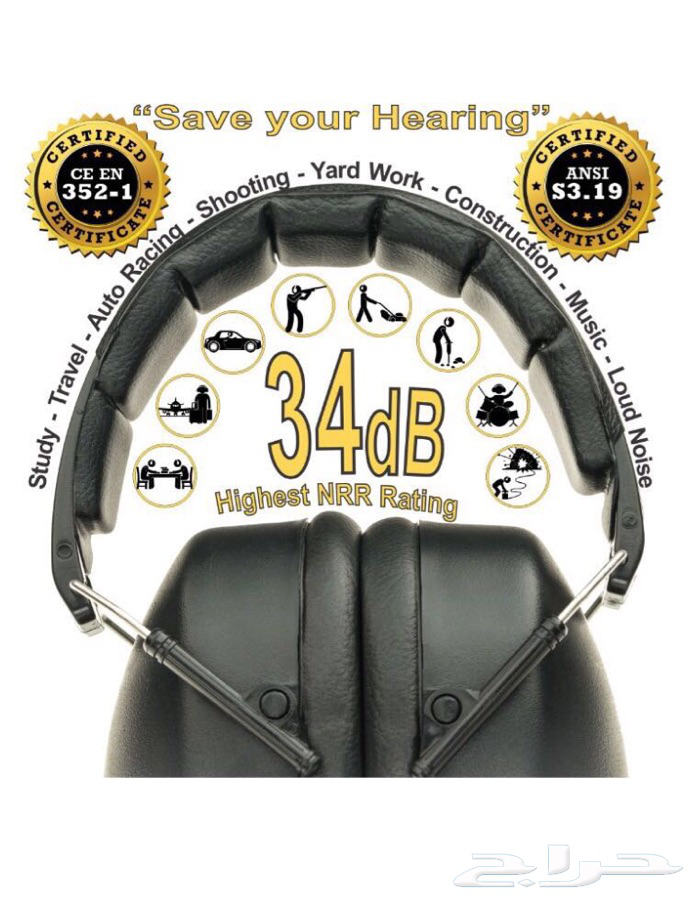 “Save your Hearing”
CERTIFIED
CE EN
352-1
CERTIFICATE
CERTIFIED
ANSI
S3.19
CERTIFICATE
Study - Travel - Auto Racing - Shooting - Yard Work - Construction - Music - Loud Noise
34dB
Highest NRR Rating
حراج